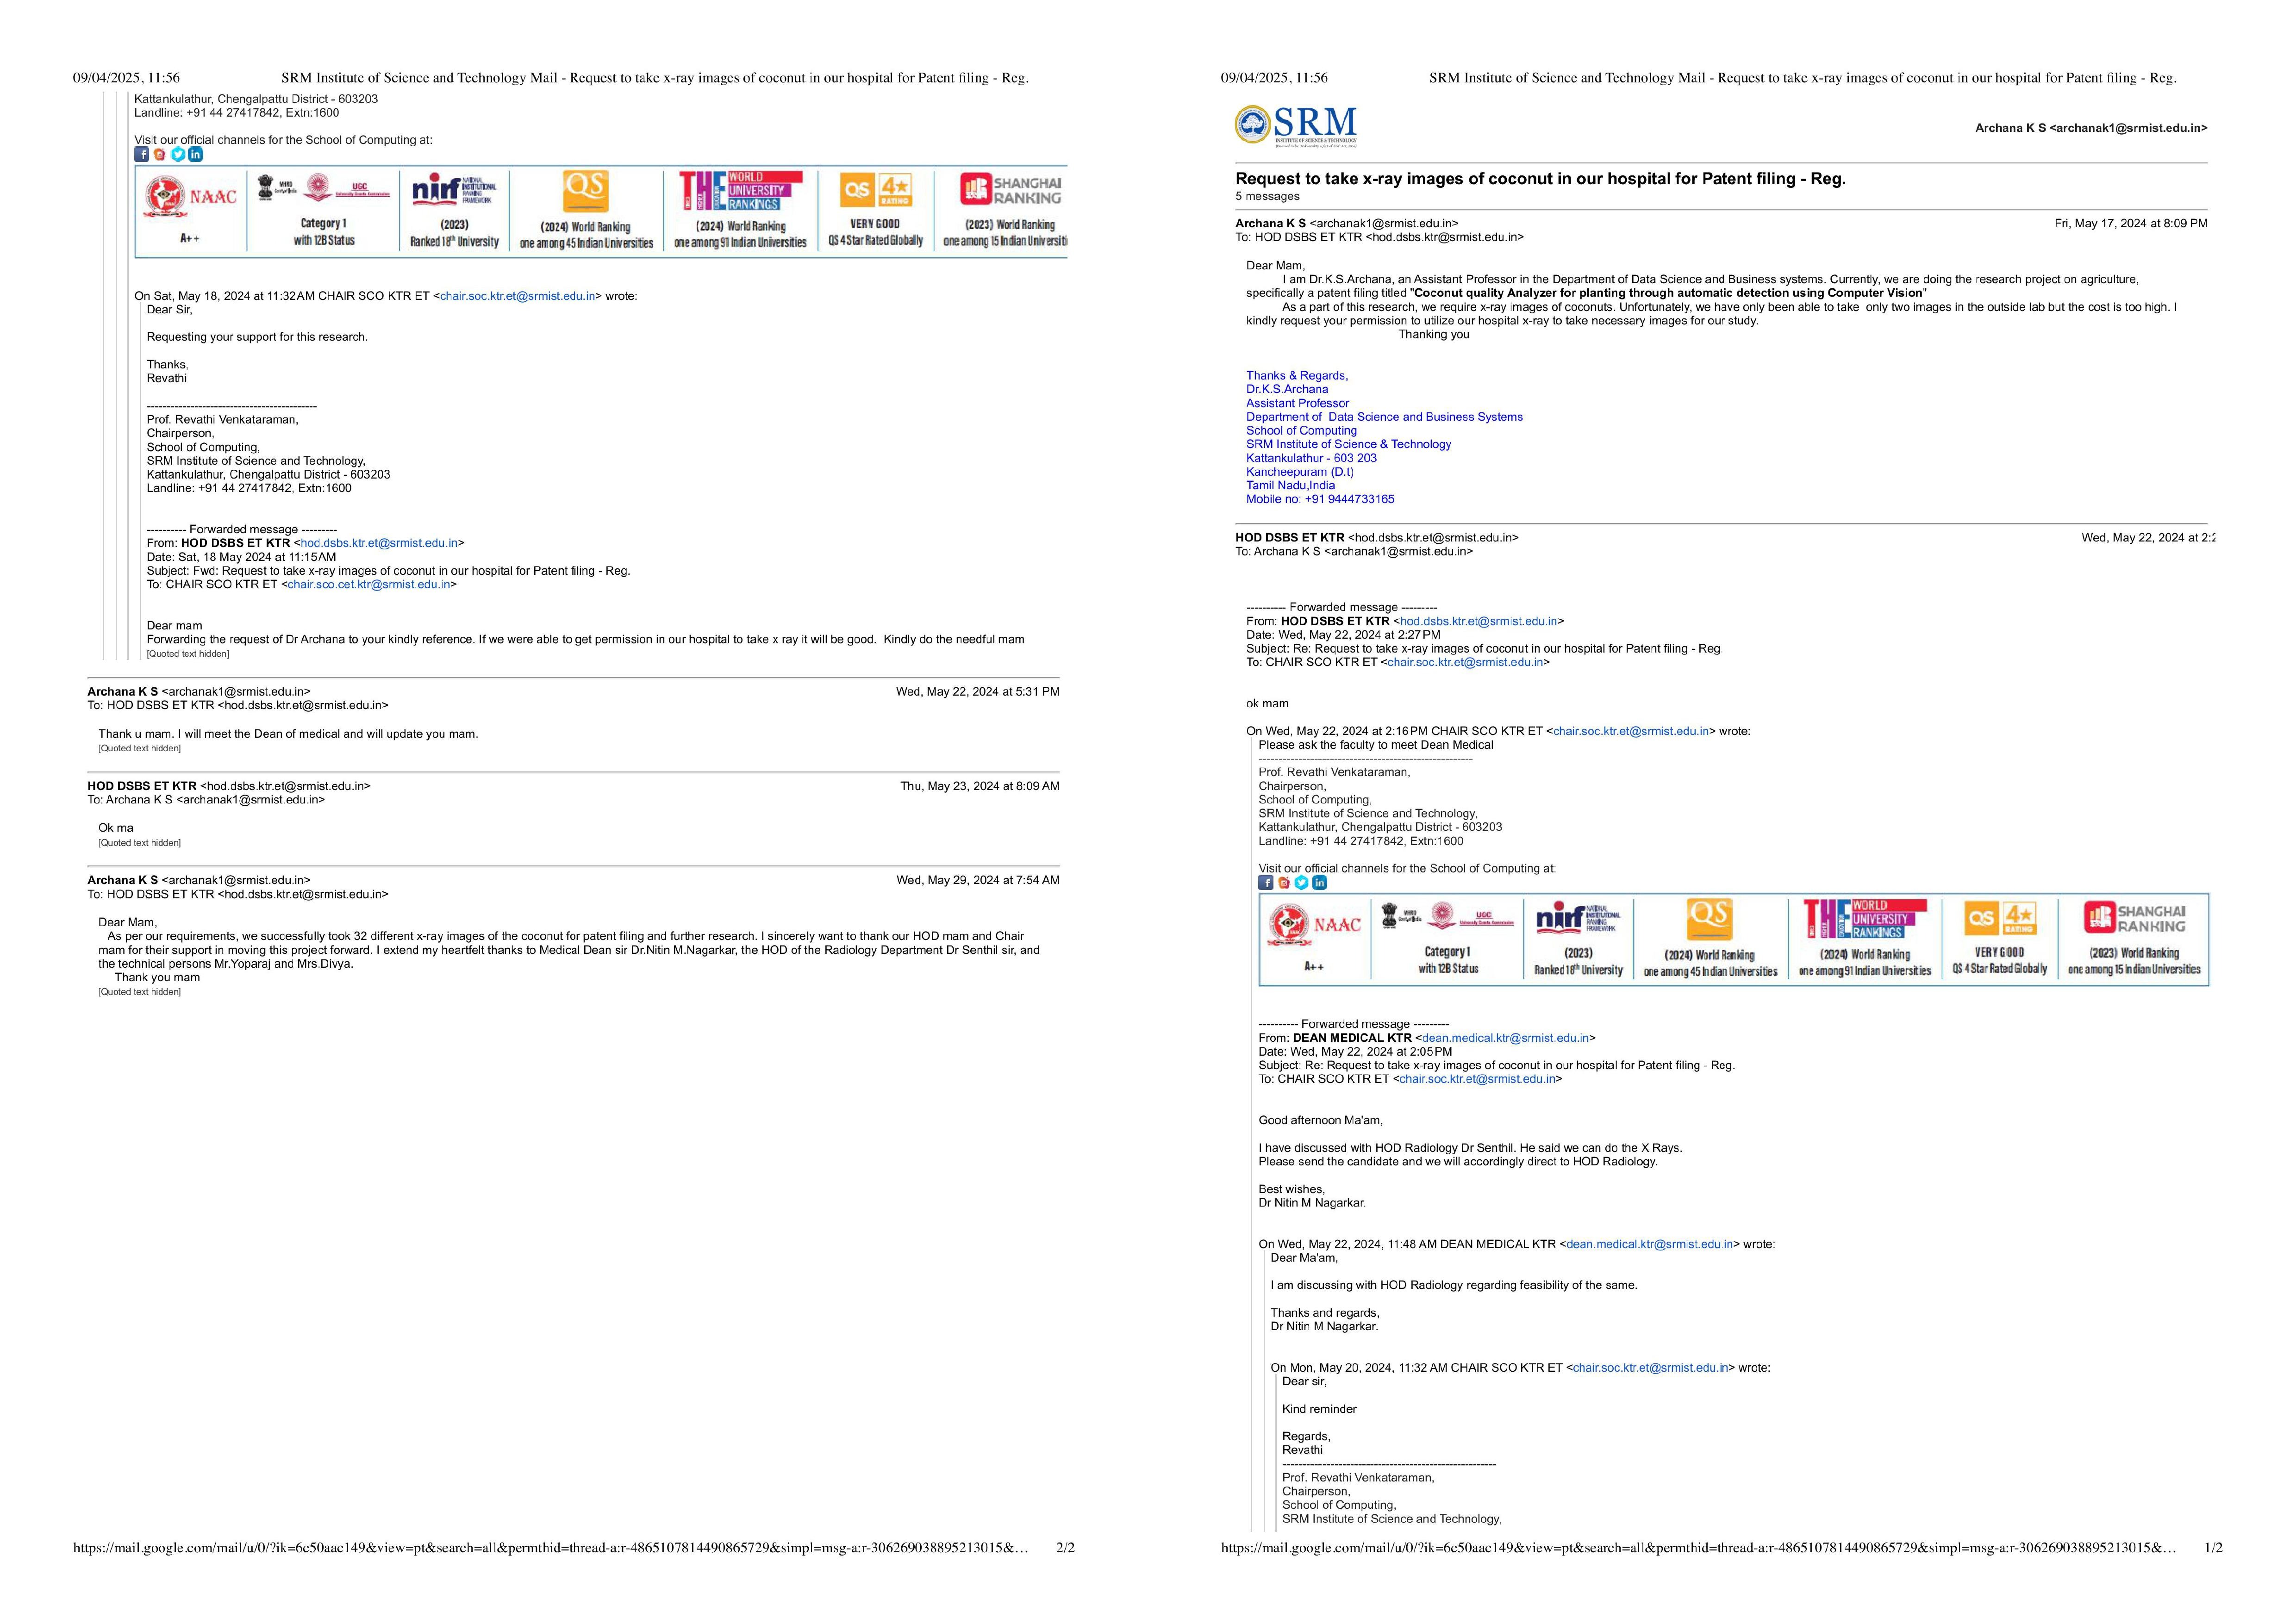 09/04/2025, 11:56
SRM Institute of Science and Technology Mail - Request to take x-ray images of coconut in our hospital for Patent filing - Reg.
Kattankulathur, Chengalpattu District - 603203
Landline: +91 44 27417842, Extn:1600
Visit our official channels for the School of Computing at:
NAAC
A++
UGC
Category 1
with 12B Status
nirf NATIONAL INSTITUTIONAL RANKING FRAMEWORK
(2023)
Ranked 18th University
QS
(2024) World Ranking
one among 45 Indian Universities
THE WORLD UNIVERSITY RANKINGS
(2024) World Ranking
one among 91 Indian Universities
QS 4★ RATING
VERY GOOD
QS 4 Star Rated Globally
SHANGHAI RANKING
(2023) World Ranking
one among 15 Indian Universiti
On Sat, May 18, 2024 at 11:32 AM CHAIR SCO KTR ET <chair.soc.ktr.et@srmist.edu.in> wrote:
Dear Sir,
Requesting your support for this research.
Thanks,
Revathi
-------------------------------------------
Prof. Revathi Venkataraman,
Chairperson,
School of Computing,
SRM Institute of Science and Technology,
Kattankulathur, Chengalpattu District - 603203
Landline: +91 44 27417842, Extn:1600
---------- Forwarded message ---------
From: HOD DSBS ET KTR <hod.dsbs.ktr.et@srmist.edu.in>
Date: Sat, 18 May 2024 at 11:15 AM
Subject: Fwd: Request to take x-ray images of coconut in our hospital for Patent filing - Reg.
To: CHAIR SCO KTR ET <chair.sco.cet.ktr@srmist.edu.in>
Dear mam
Forwarding the request of Dr Archana to your kindly reference. If we were able to get permission in our hospital to take x ray it will be good.  Kindly do the needful mam
[Quoted text hidden]
Archana K S <archanak1@srmist.edu.in>
Wed, May 22, 2024 at 5:31 PM
To: HOD DSBS ET KTR <hod.dsbs.ktr.et@srmist.edu.in>
Thank u mam. I will meet the Dean of medical and will update you mam.
[Quoted text hidden]
HOD DSBS ET KTR <hod.dsbs.ktr.et@srmist.edu.in>
Thu, May 23, 2024 at 8:09 AM
To: Archana K S <archanak1@srmist.edu.in>
Ok ma
[Quoted text hidden]
Archana K S <archanak1@srmist.edu.in>
Wed, May 29, 2024 at 7:54 AM
To: HOD DSBS ET KTR <hod.dsbs.ktr.et@srmist.edu.in>
Dear Mam,
As per our requirements, we successfully took 32 different x-ray images of the coconut for patent filing and further research. I sincerely want to thank our HOD mam and Chair
mam for their support in moving this project forward. I extend my heartfelt thanks to Medical Dean sir Dr.Nitin M.Nagarkar, the HOD of the Radiology Department Dr Senthil sir, and
the technical persons Mr.Yoparaj and Mrs.Divya.
Thank you mam
[Quoted text hidden]
https://mail.google.com/mail/u/0/?ik=6c50aac149&view=pt&search=all&permthid=thread-a:r-4865107814490865729&simpl=msg-a:r-306269038895213015&…
2/2
09/04/2025, 11:56
SRM Institute of Science and Technology Mail - Request to take x-ray images of coconut in our hospital for Patent filing - Reg.
SRM
INSTITUTE OF SCIENCE & TECHNOLOGY
Archana K S <archanak1@srmist.edu.in>
Request to take x-ray images of coconut in our hospital for Patent filing - Reg.
5 messages
Archana K S <archanak1@srmist.edu.in>
Fri, May 17, 2024 at 8:09 PM
To: HOD DSBS ET KTR <hod.dsbs.ktr.et@srmist.edu.in>
Dear Mam,
I am Dr.K.S.Archana, an Assistant Professor in the Department of Data Science and Business systems. Currently, we are doing the research project on agriculture,
specifically a patent filing titled "Coconut quality Analyzer for planting through automatic detection using Computer Vision"
As a part of this research, we require x-ray images of coconuts. Unfortunately, we have only been able to take  only two images in the outside lab but the cost is too high. I
kindly request your permission to utilize our hospital x-ray to take necessary images for our study.
Thanking you
Thanks & Regards,
Dr.K.S.Archana
Assistant Professor
Department of  Data Science and Business Systems
School of Computing
SRM Institute of Science & Technology
Kattankulathur - 603 203
Kancheepuram (D.t)
Tamil Nadu,India
Mobile no: +91 9444733165
HOD DSBS ET KTR <hod.dsbs.ktr.et@srmist.edu.in>
Wed, May 22, 2024 at 2:2
To: Archana K S <archanak1@srmist.edu.in>
---------- Forwarded message ---------
From: HOD DSBS ET KTR <hod.dsbs.ktr.et@srmist.edu.in>
Date: Wed, May 22, 2024 at 2:27 PM
Subject: Re: Request to take x-ray images of coconut in our hospital for Patent filing - Reg.
To: CHAIR SCO KTR ET <chair.soc.ktr.et@srmist.edu.in>
ok mam
On Wed, May 22, 2024 at 2:16 PM CHAIR SCO KTR ET <chair.soc.ktr.et@srmist.edu.in> wrote:
Please ask the faculty to meet Dean Medical
------------------------------------------------------
Prof. Revathi Venkataraman,
Chairperson,
School of Computing,
SRM Institute of Science and Technology,
Kattankulathur, Chengalpattu District - 603203
Landline: +91 44 27417842, Extn:1600
Visit our official channels for the School of Computing at:
NAAC
A++
UGC
Category 1
with 12B Status
nirf NATIONAL INSTITUTIONAL RANKING FRAMEWORK
(2023)
Ranked 18th University
QS
(2024) World Ranking
one among 45 Indian Universities
THE WORLD UNIVERSITY RANKINGS
(2024) World Ranking
one among 91 Indian Universities
QS 4★ RATING
VERY GOOD
QS 4 Star Rated Globally
SHANGHAI RANKING
(2023) World Ranking
one among 15 Indian Universities
---------- Forwarded message ---------
From: DEAN MEDICAL KTR <dean.medical.ktr@srmist.edu.in>
Date: Wed, May 22, 2024 at 2:05 PM
Subject: Re: Request to take x-ray images of coconut in our hospital for Patent filing - Reg.
To: CHAIR SCO KTR ET <chair.soc.ktr.et@srmist.edu.in>
Good afternoon Ma'am,
I have discussed with HOD Radiology Dr Senthil. He said we can do the X Rays.
Please send the candidate and we will accordingly direct to HOD Radiology.
Best wishes,
Dr Nitin M Nagarkar.
On Wed, May 22, 2024, 11:48 AM DEAN MEDICAL KTR <dean.medical.ktr@srmist.edu.in> wrote:
Dear Ma'am,
I am discussing with HOD Radiology regarding feasibility of the same.
Thanks and regards,
Dr Nitin M Nagarkar.
On Mon, May 20, 2024, 11:32 AM CHAIR SCO KTR ET <chair.soc.ktr.et@srmist.edu.in> wrote:
Dear sir,
Kind reminder
Regards,
Revathi
------------------------------------------------------
Prof. Revathi Venkataraman,
Chairperson,
School of Computing,
SRM Institute of Science and Technology,
https://mail.google.com/mail/u/0/?ik=6c50aac149&view=pt&search=all&permthid=thread-a:r-4865107814490865729&simpl=msg-a:r-306269038895213015&…
1/2